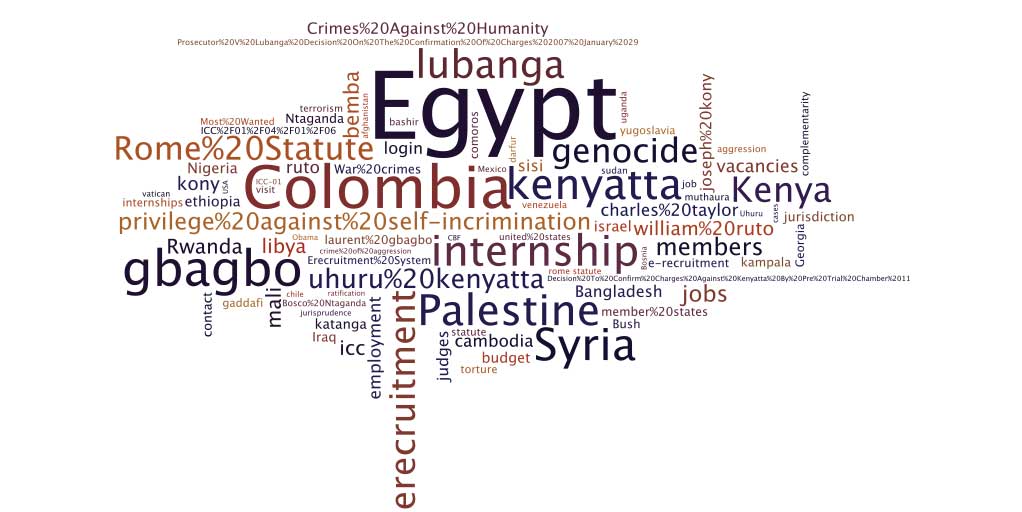 Crimes%20Against%20Humanity
Prosecutor%20V%20Lubanga%20Decision%20On%20The%20Confirmation%20Of%20Charges%202007%20January%2029
lubanga
Egypt
bemba
afghanistan
terrorism
Ntaganda
bashir
Most%20Wanted
ICC%2F01%2F04%2F01%2F06
comoros
uganda
yugoslavia
joseph%20kony
complementarity
Rome%20Statute
login
darfur
sisi
genocide
aggression
vacancies
Nigeria
ruto
War%20crimes
Mexico
sudan
kony
USA
ICC-01
visit
Colombia
kenyatta
job
muthaura
Kenya
vatican
internships
ethiopia
venezuela
charles%20taylor
Uhuru
cases
jurisdiction
privilege%20against%20self-incrimination
israel
william%20ruto
Georgia
Rwanda
libya
Obama
laurent%20gbagbo
CBF
united%20states
crime%20of%20aggression
internship
Bosnia
members
gbagbo
Erecruitment%20System
e-recruitment
kampala
uhuru%20kenyatta
rome statute
Decision%20To%20Confirm%20Charges%20Against%20Kenyatta%20By%20Pre%20Trial%20Chamber%2011
contact
gaddafi
mali
chile
ratification
Bosco%20Ntaganda
jurisprudence
Bangladesh
jobs
katanga
employment
erecruitment
Palestine
member%20states
Bush
Iraq
icc
judges
statute
cambodia
Syria
budget
torture